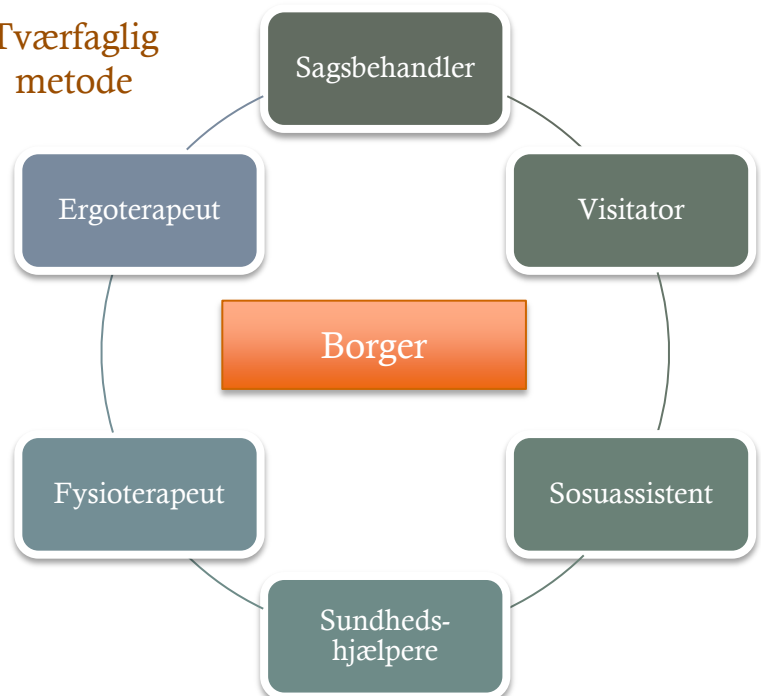 Tværfaglig
metode
Sagsbehandler
Ergoterapeut
Visitator
Borger
Fysioterapeut
Sosuassistent
Sundheds-
hjælpere